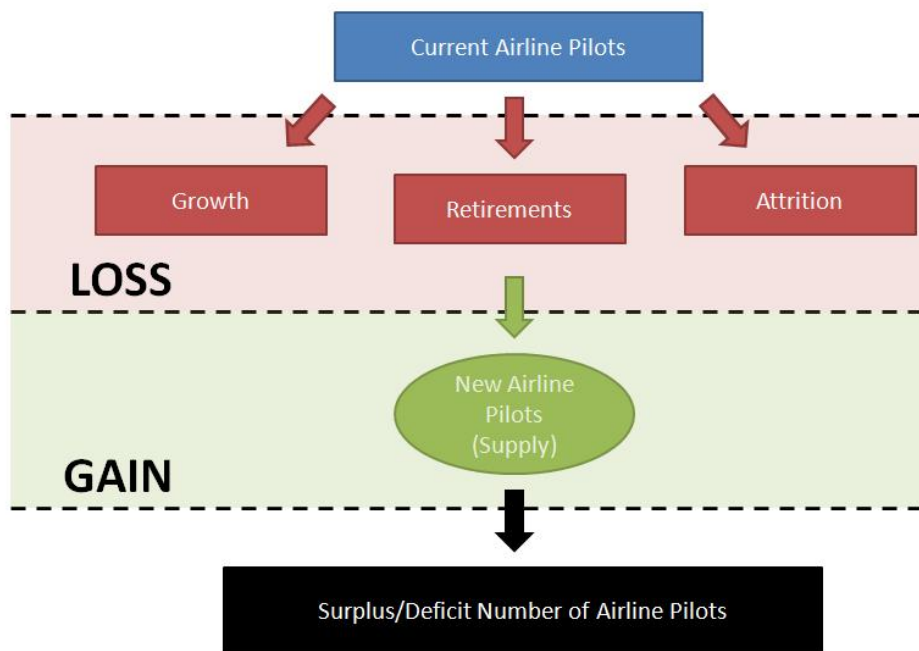 Current Airline Pilots
Growth
Retirements
Attrition
LOSS
New Airline
Pilots
(Supply)
GAIN
Surplus/Deficit Number of Airline Pilots